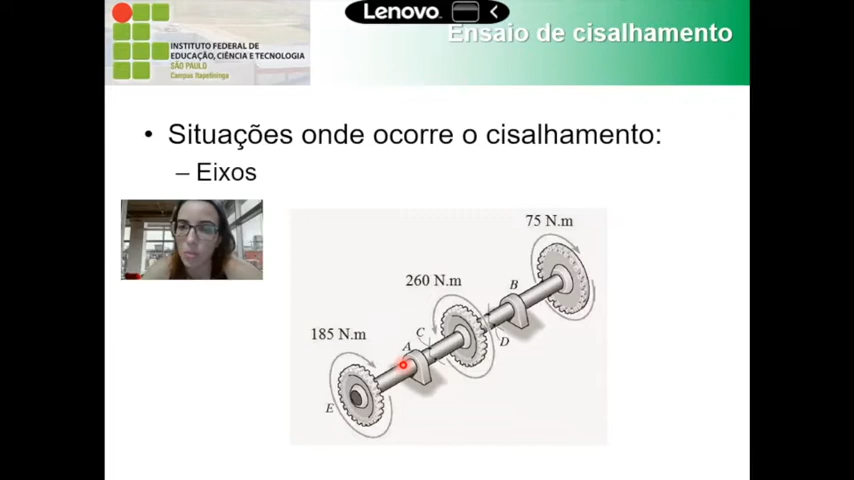 Lenovo
Ensaio de cisalhamento
INSTITUTO FEDERAL DE
EDUCAÇÃO, CIÊNCIA E TECNOLOGIA
SÃO PAULO
Campus Itapetininga
• Situações onde ocorre o cisalhamento:
– Eixos
75 N.m
B
260 N.m
C
D
185 N.m
A
E